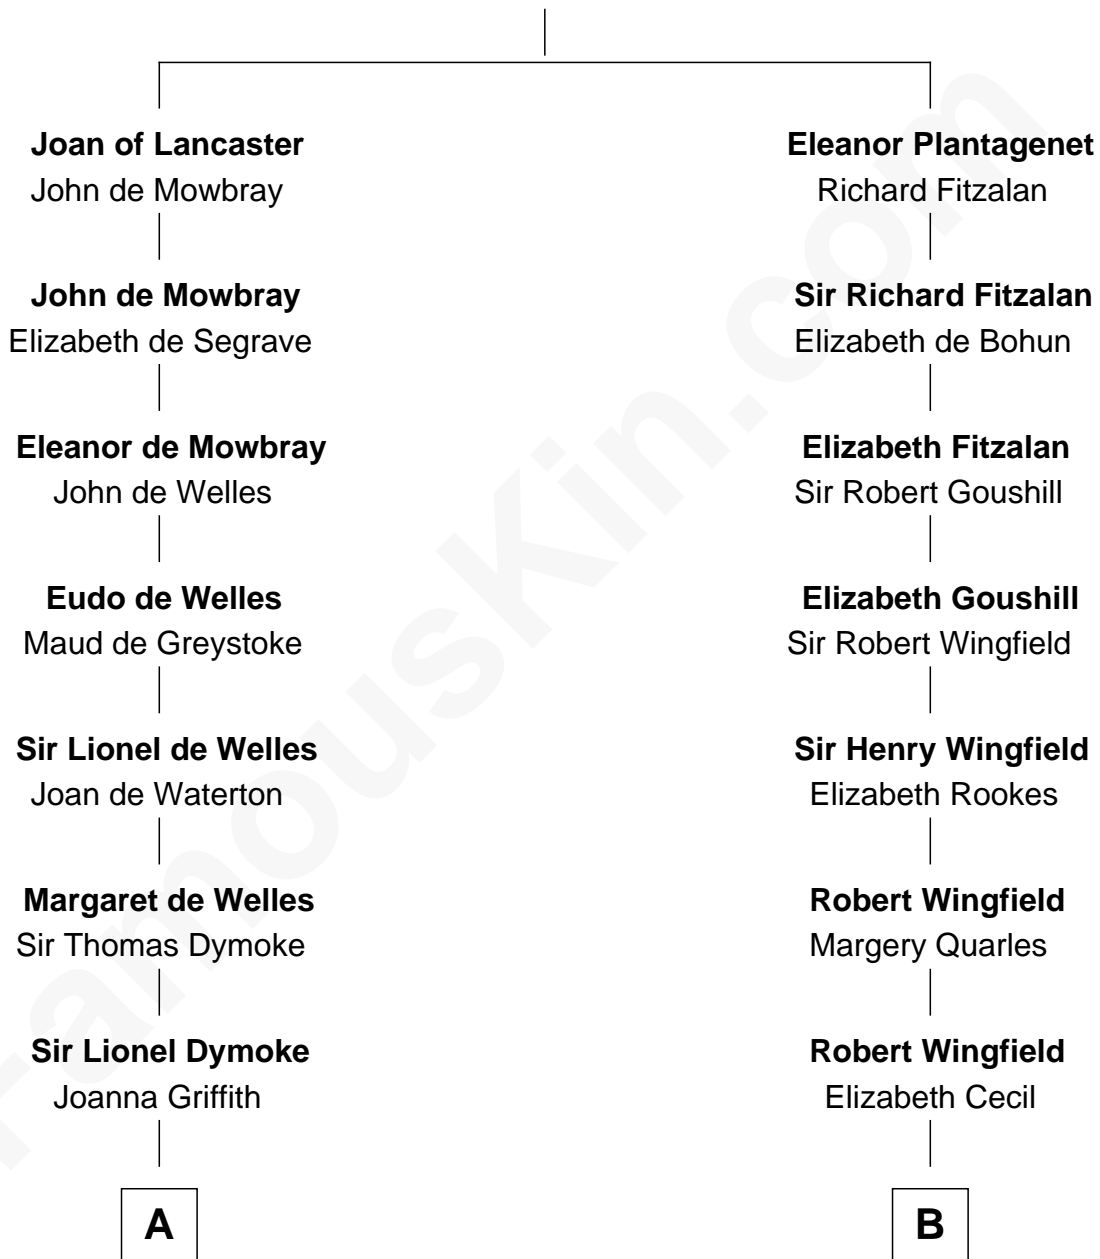 Joan of Lancaster
John de Mowbray
John de Mowbray
Elizabeth de Segrave
Eleanor de Mowbray
John de Welles
Eudo de Welles
Maud de Greystoke
Sir Lionel de Welles
Joan de Waterton
Margaret de Welles
Sir Thomas Dymoke
Sir Lionel Dymoke
Joanna Griffith
A
Eleanor Plantagenet
Richard Fitzalan
Sir Richard Fitzalan
Elizabeth de Bohun
Elizabeth Fitzalan
Sir Robert Goushill
Elizabeth Goushill
Sir Robert Wingfield
Sir Henry Wingfield
Elizabeth Rookes
Robert Wingfield
Margery Quarles
Robert Wingfield
Elizabeth Cecil
B
FamousKin.com